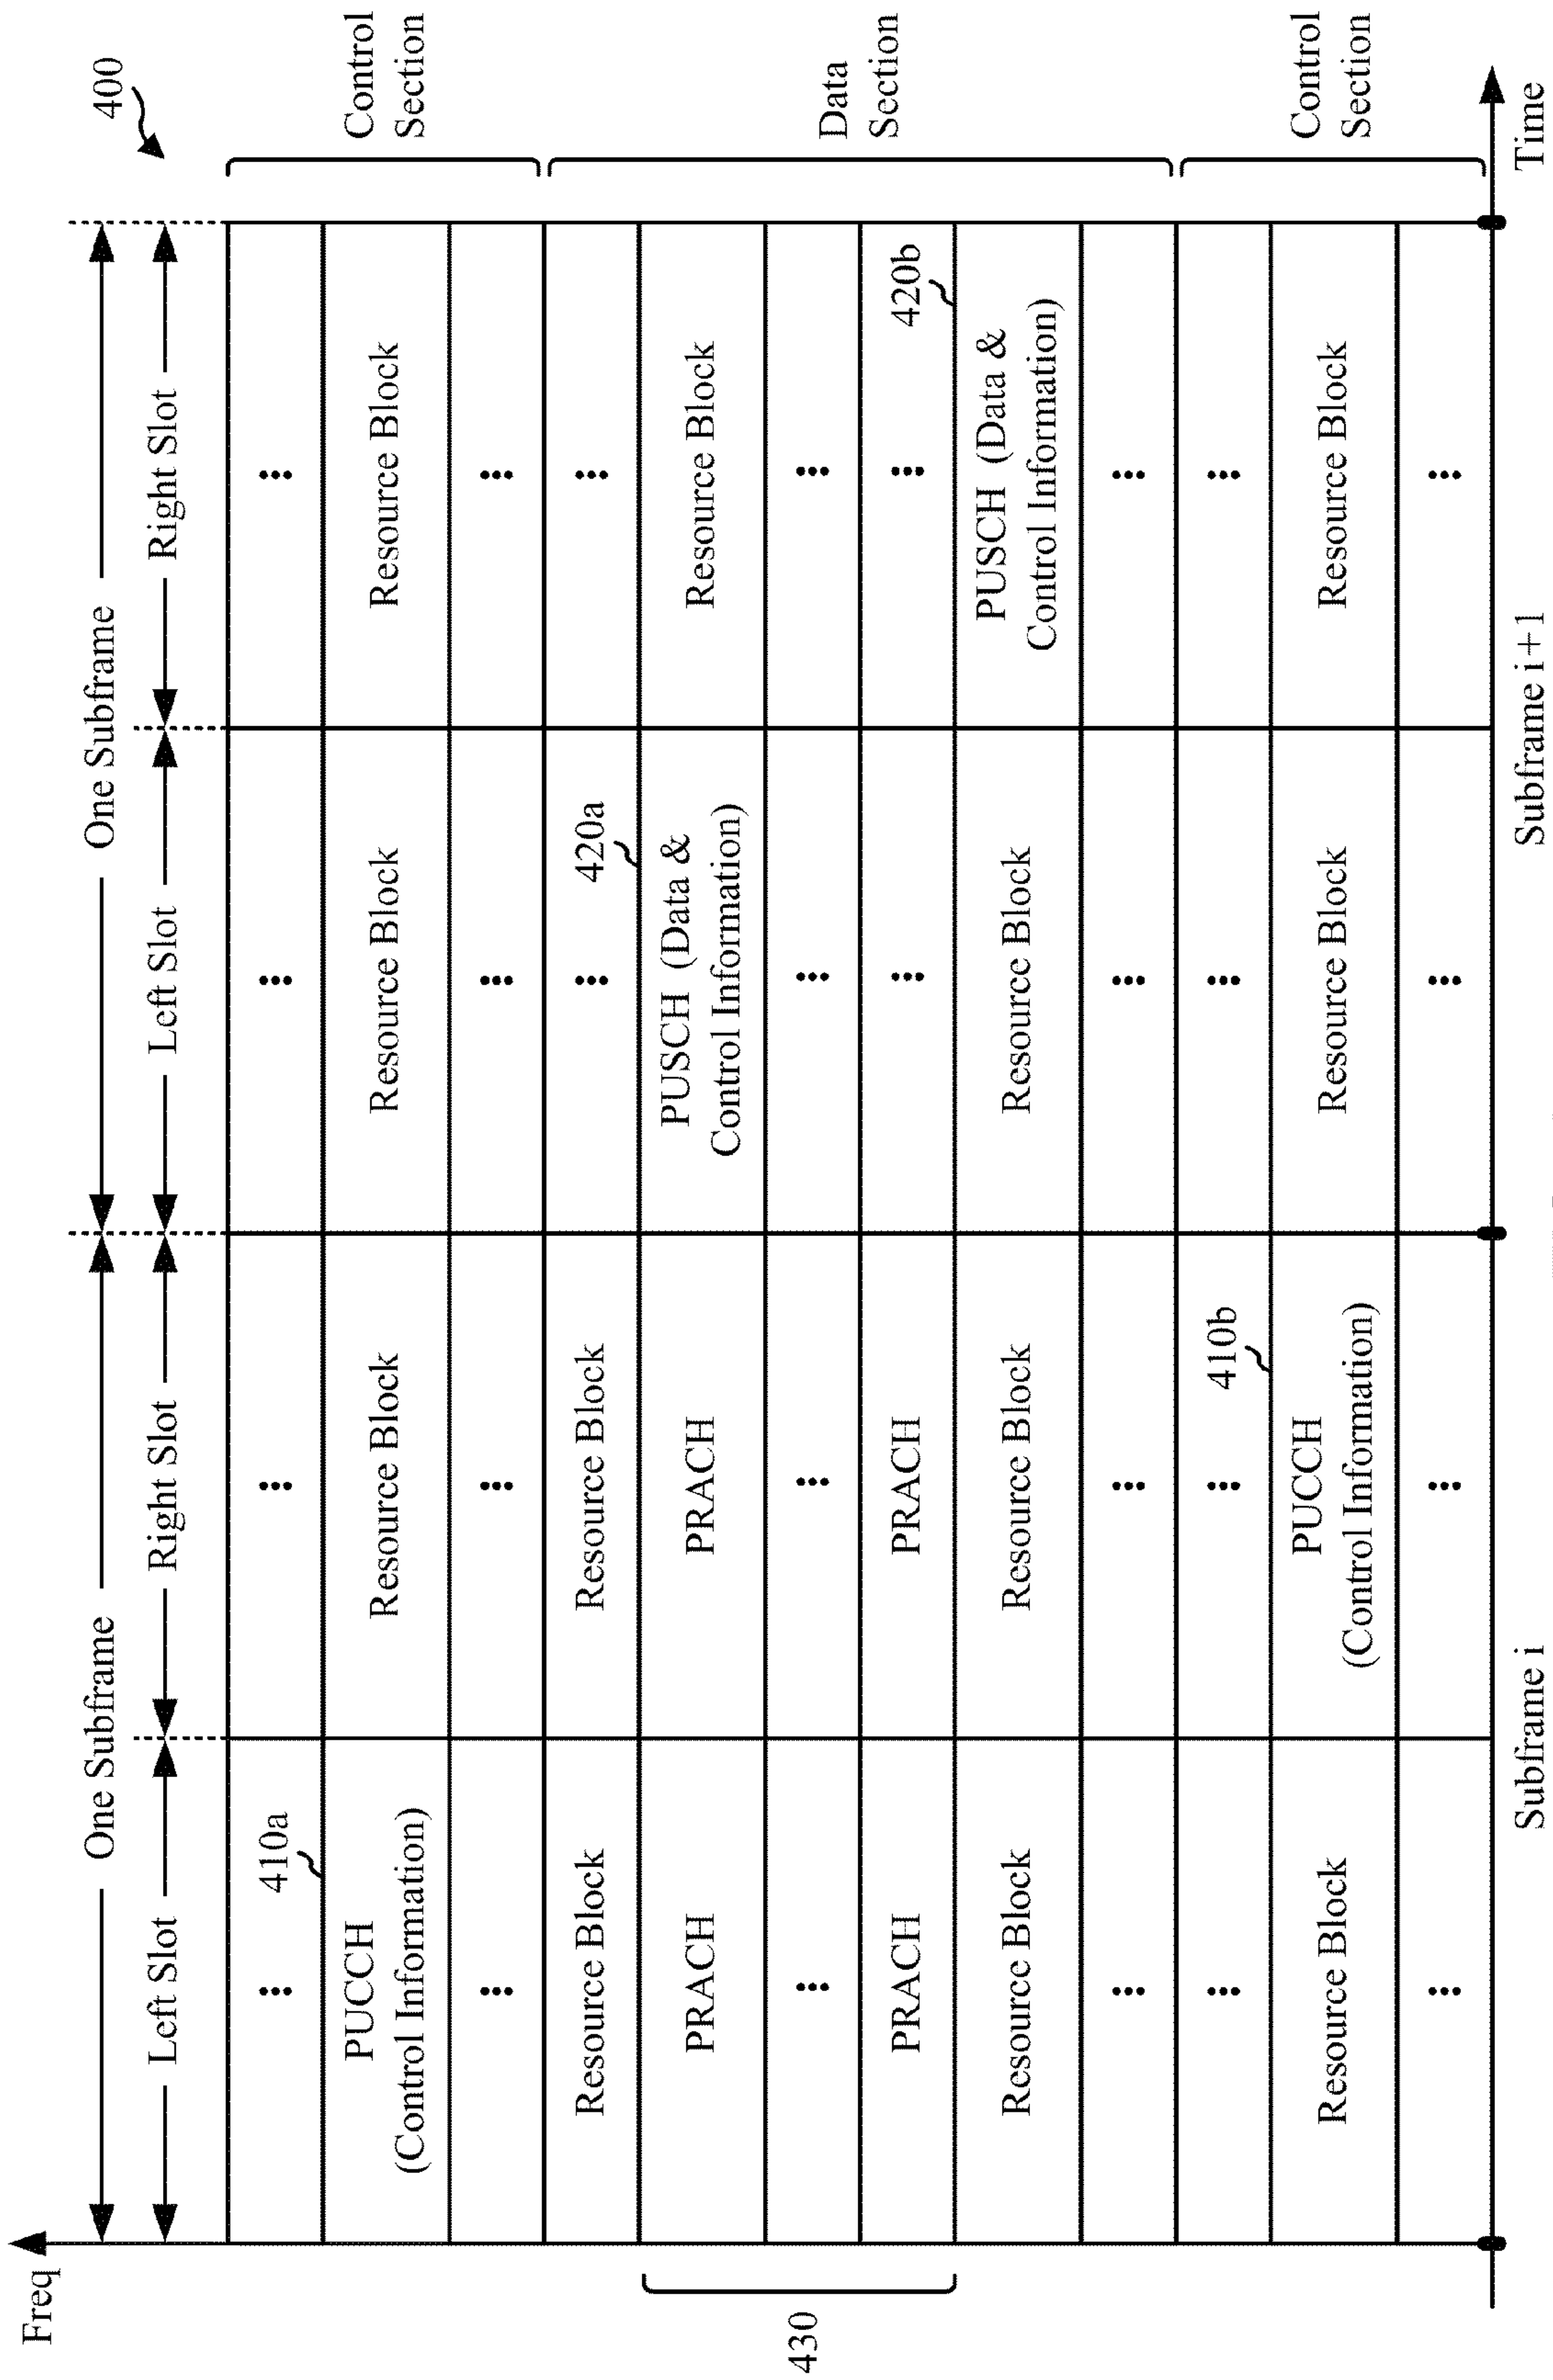 400
Freq
One Subframe
One Subframe
Left Slot
Right Slot
Left Slot
Right Slot
⋮
410a
⋮
⋮
⋮
PUCCH
(Control Information)
Resource Block
Resource Block
Resource Block
Control
Section
⋮
⋮
⋮
⋮
Resource Block
Resource Block
⋮
420a
⋮
430
PRACH
PRACH
PUSCH (Data &
Control Information)
Resource Block
⋮
⋮
⋮
⋮
Data
Section
PRACH
PRACH
⋮
⋮
420b
Resource Block
Resource Block
Resource Block
PUSCH (Data &
Control Information)
⋮
⋮
⋮
⋮
⋮
⋮
410b
⋮
⋮
Resource Block
PUCCH
(Control Information)
Resource Block
Resource Block
Control
Section
⋮
⋮
⋮
⋮
Subframe i
Subframe i+1
Time